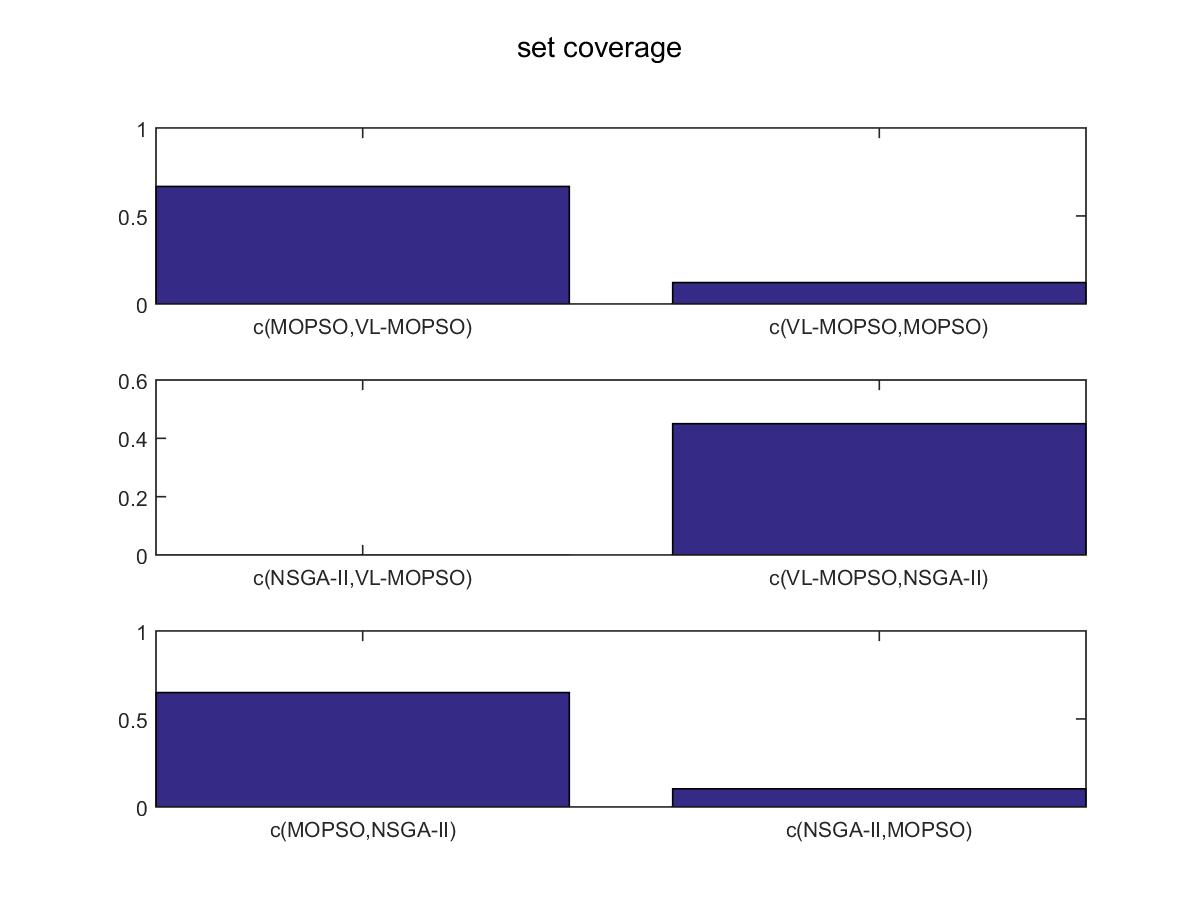 set coverage
1
0.5
0
c(MOPSO,VL-MOPSO) c(VL-MOPSO,MOPSO)
0.6
0.4
0.2
0
c(NSGA-II,VL-MOPSO) c(VL-MOPSO,NSGA-II)
1
0.5
0
c(MOPSO,NSGA-II) c(NSGA-II,MOPSO)